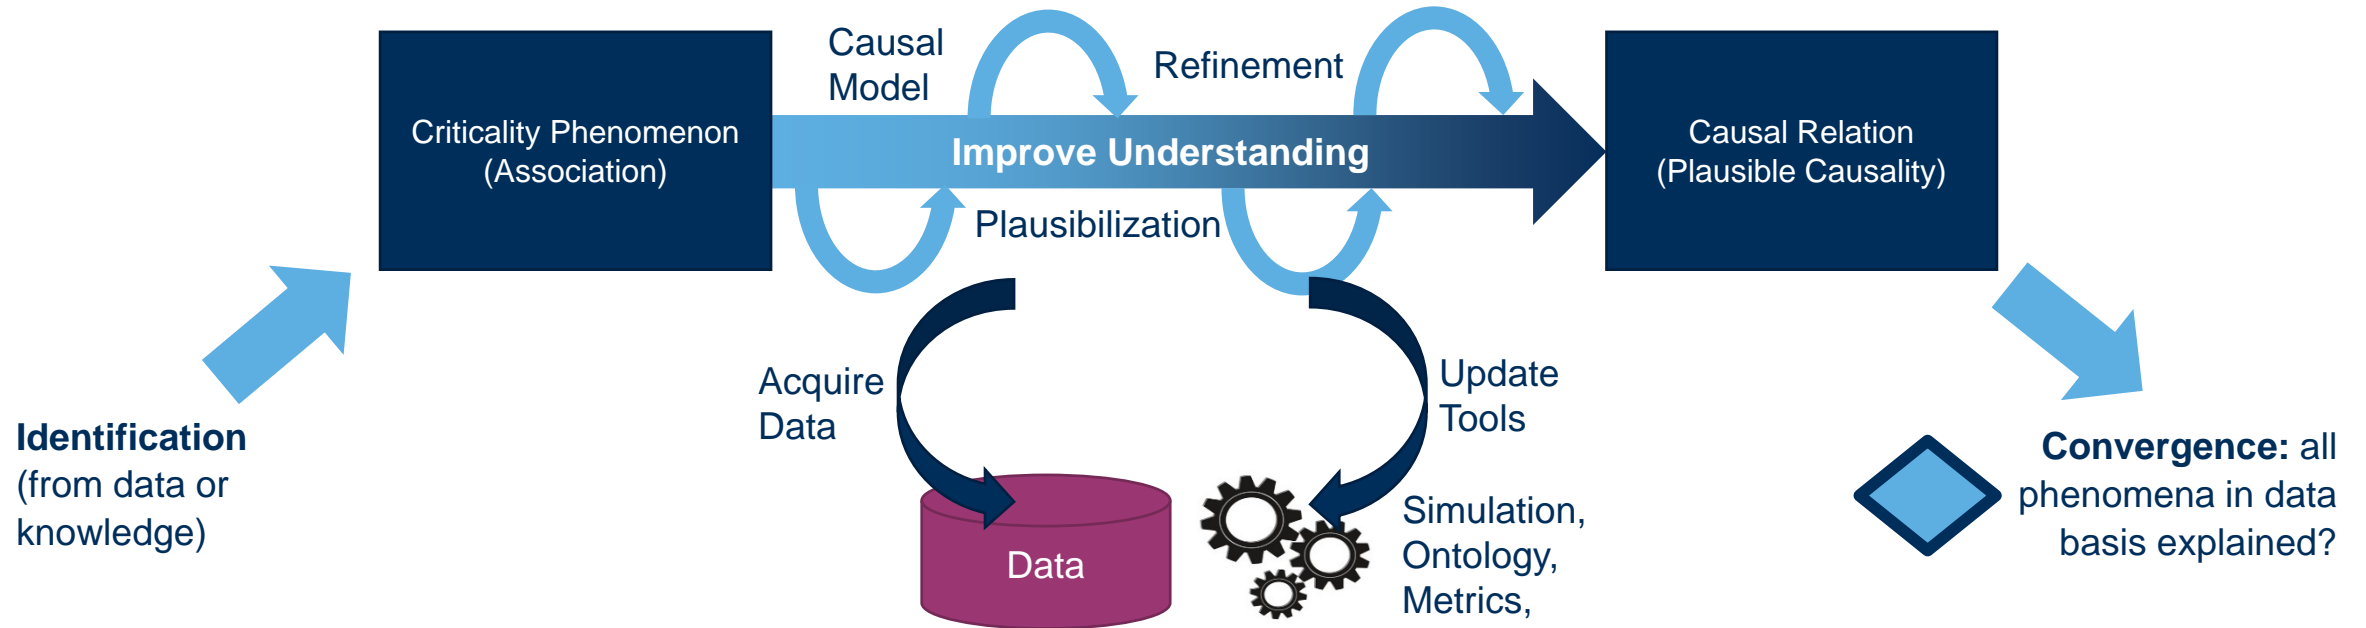 Causal
Model
Refinement
Criticality Phenomenon
(Association)
Improve Understanding
Causal Relation
(Plausible Causality)
Plausibilization
Acquire
Data
Update
Tools
Identification
(from data or
knowledge)
Data
Simulation,
Ontology,
Metrics,
Convergence: all
phenomena in data
basis explained?